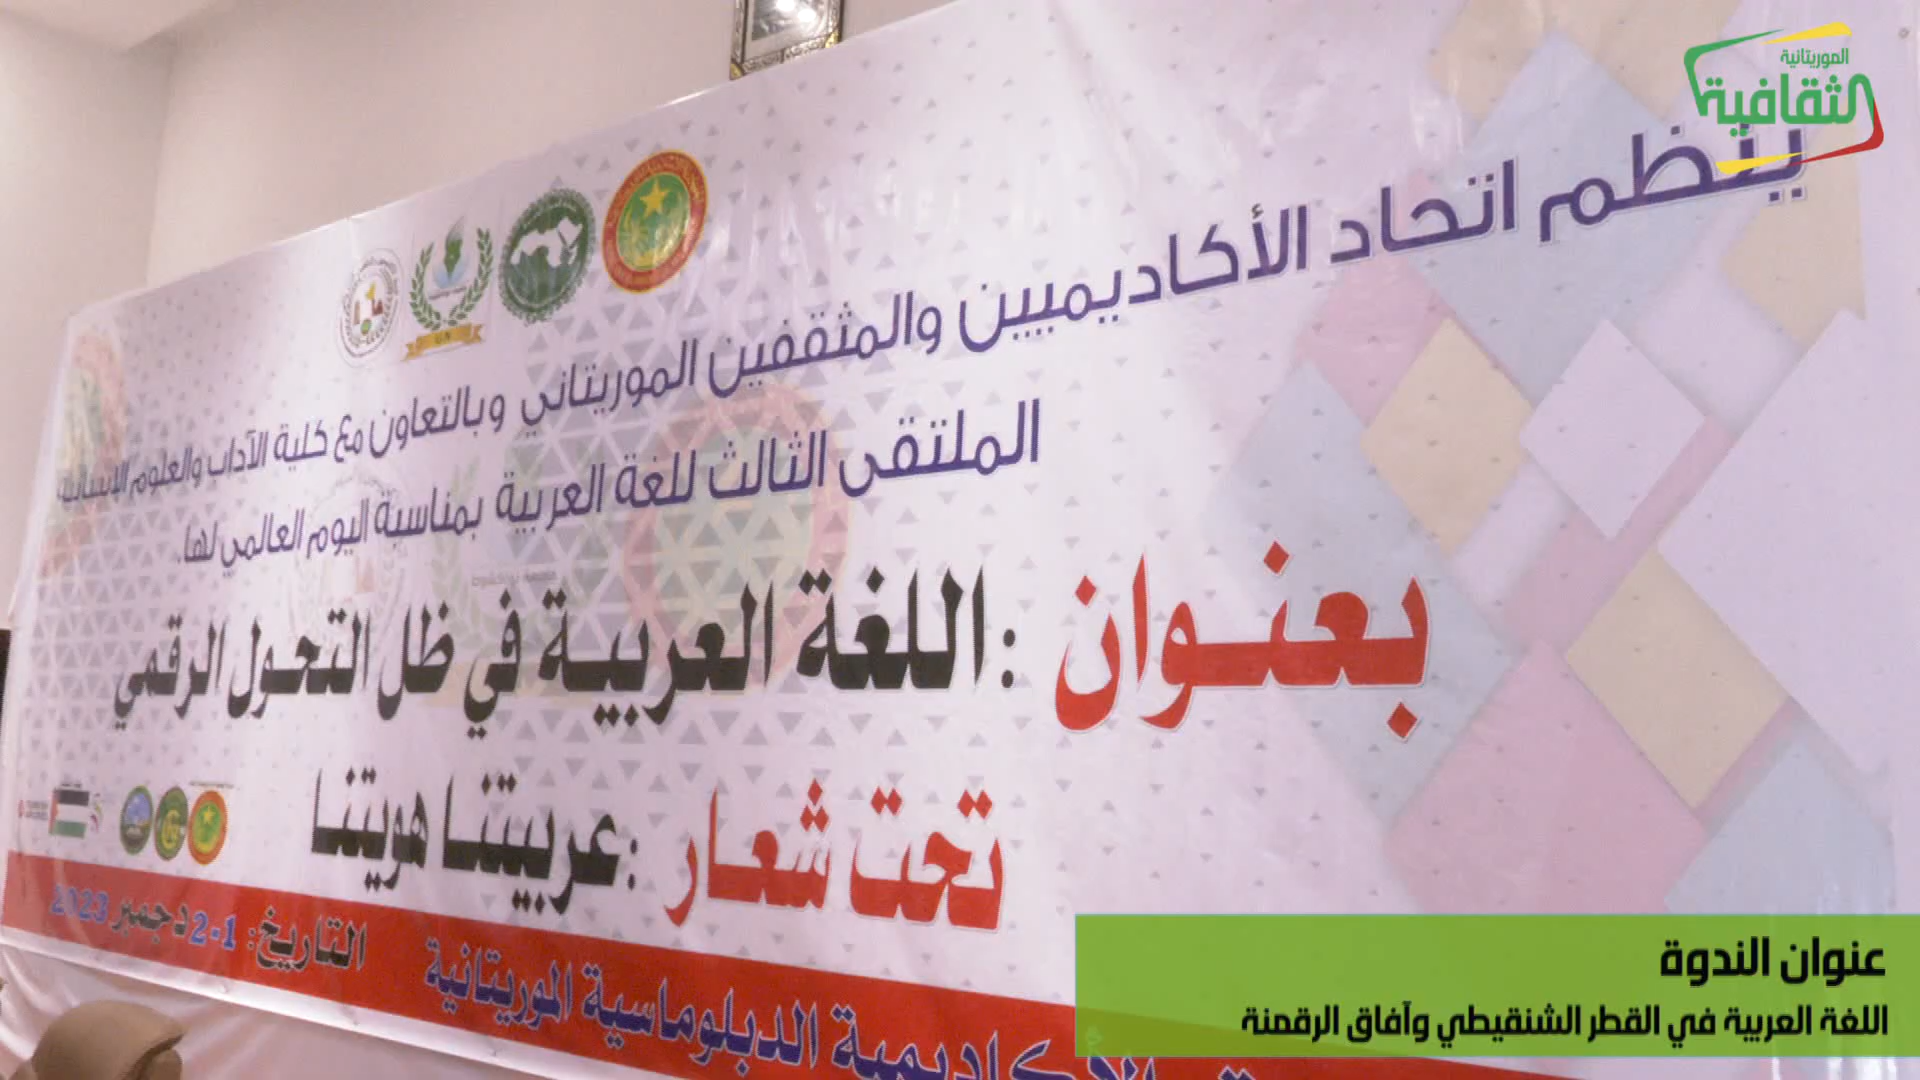 الموريتانية
الثقافية
ينظم اتحاد الأكاديميين والمثقفين الموريتاني وبالتعاون مع كلية الآداب والعلوم الانسانية
الملتقى الثالث للغة العربية بمناسبة اليوم العالمي لها.
بعنوان : اللغة العربية في ظل التحول الرقمي
تحت شعار : عربيتنا هويتنا
الأكاديمية الدبلوماسية الموريتانية
التاريخ: 1-2 دجمبر 2023
عنوان الندوة
اللغة العربية في القطر الشنقيطي وآفاق الرقمنة